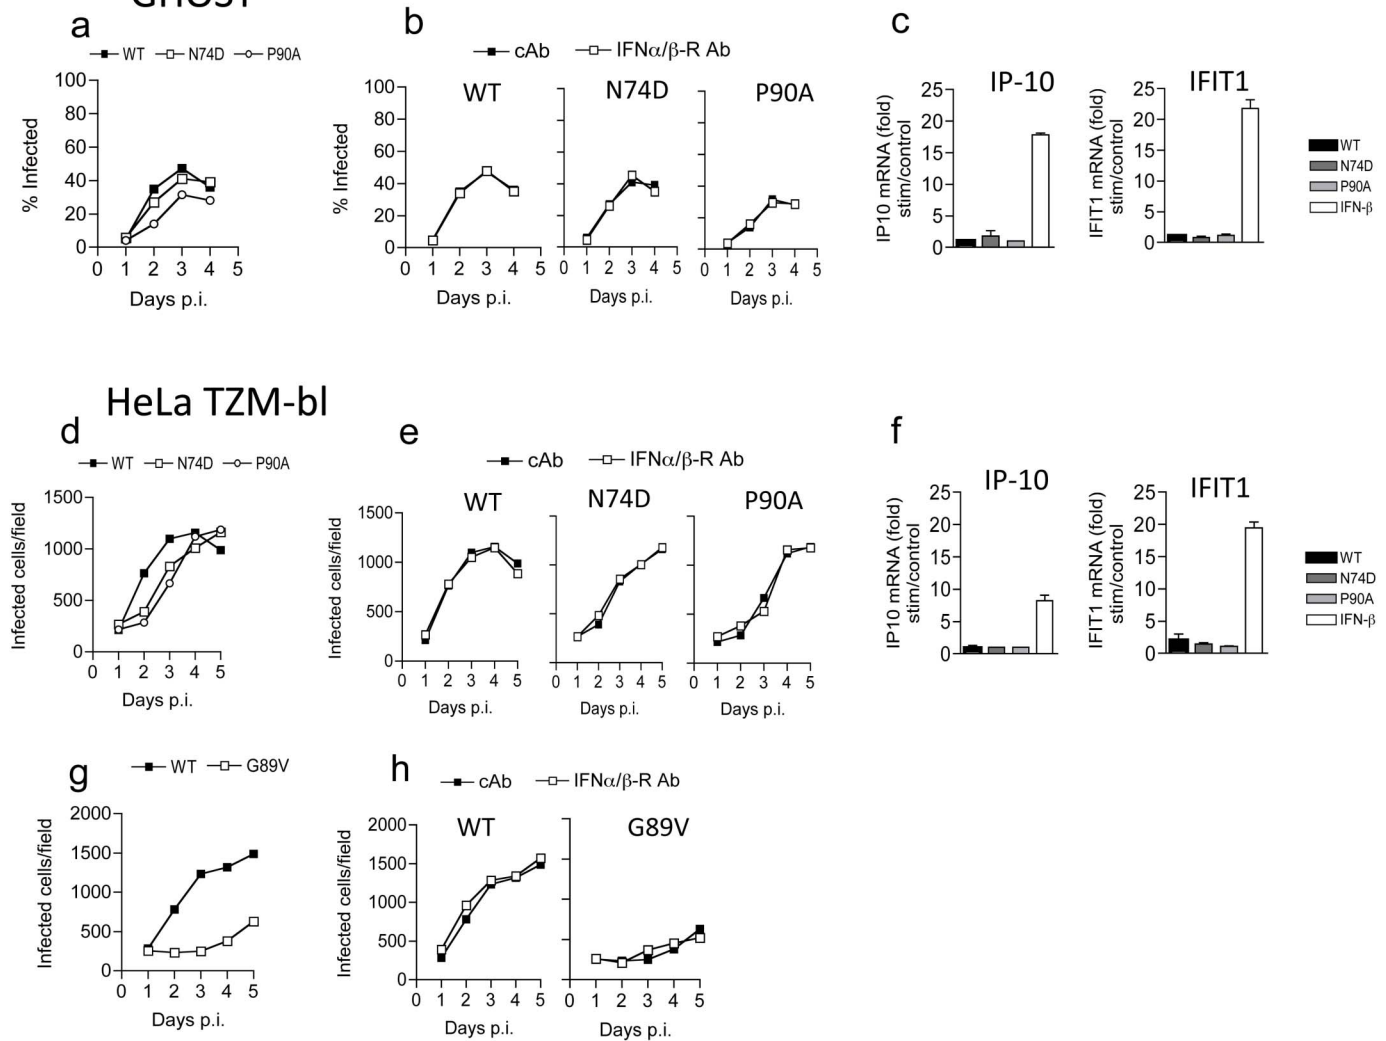 GHOST
a
WT N74D P90A
100
80
60
40
20
0
% Infected
0 1 2 3 4 5
Days p.i.
b
cAb IFNα/β-R Ab
WT N74D P90A
100
80
60
40
20
0
% Infected
0 1 2 3 4 5
0 1 2 3 4 5
0 1 2 3 4 5
Days p.i. Days p.i. Days p.i.
c
IP-10
25
20
15
10
5
0
IP10 mRNA (fold)
stim/control
IFIT1
25
20
15
10
5
0
IFIT1 mRNA (fold)
stim/control
WT
N74D
P90A
IFN-β
HeLa TZM-bl
d
WT N74D P90A
1500
1000
500
0
Infected cells/field
0 1 2 3 4 5
Days p.i.
e
cAb IFNα/β-R Ab
WT N74D P90A
1500
1000
500
0
Infected cells/field
0 1 2 3 4 5
0 1 2 3 4 5
0 1 2 3 4 5
Days p.i. Days p.i. Days p.i.
f
IP-10
25
20
15
10
5
0
IP10 mRNA (fold)
stim/control
IFIT1
25
20
15
10
5
0
IFIT1 mRNA (fold)
stim/control
WT
N74D
P90A
IFN-β
g
WT G89V
2000
1500
1000
500
0
Infected cells/field
0 1 2 3 4 5
Days p.i.
h
cAb IFNα/β-R Ab
WT G89V
2000
1500
1000
500
0
Infected cells/field
0 1 2 3 4 5
0 1 2 3 4 5
Days p.i. Days p.i.